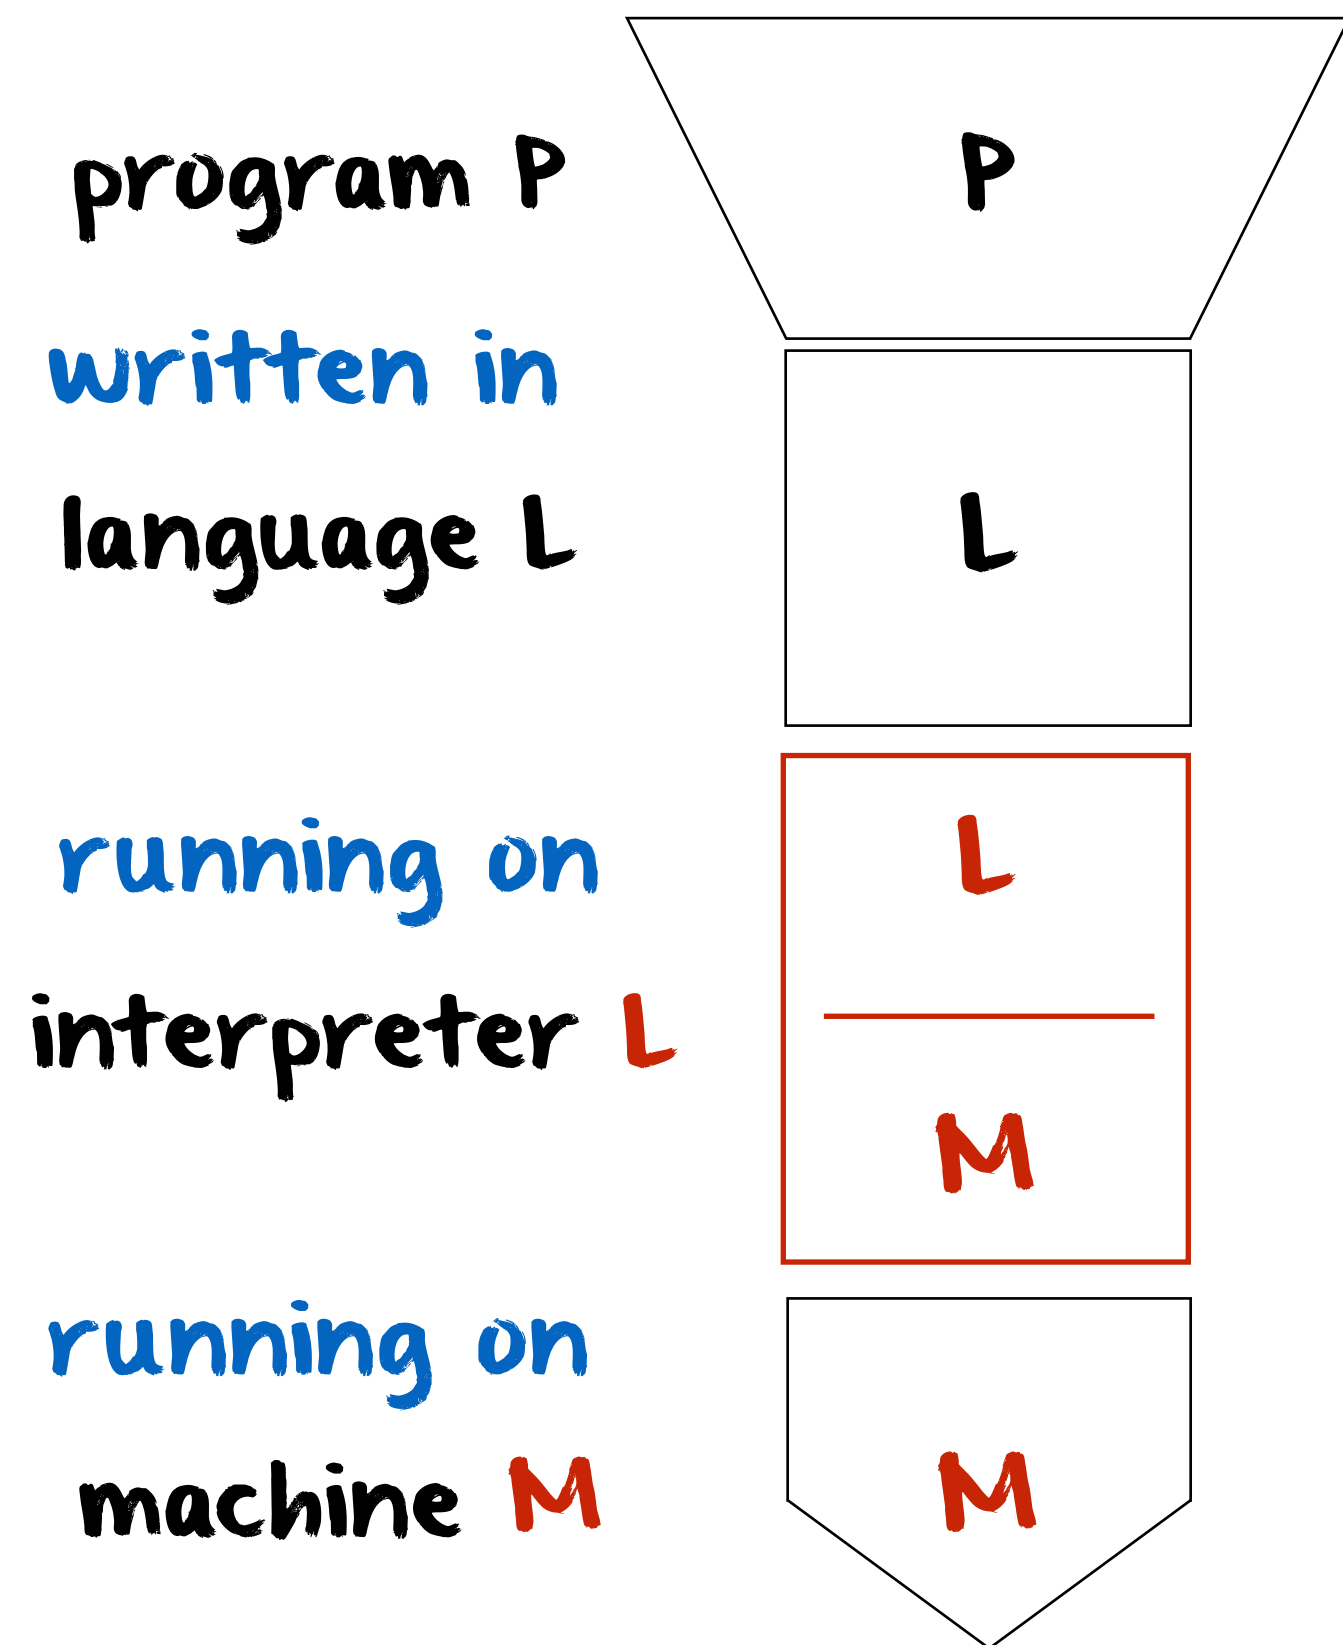 program P
written in
language L
running on
interpreter L
running on
machine M
P
L
L
M
M